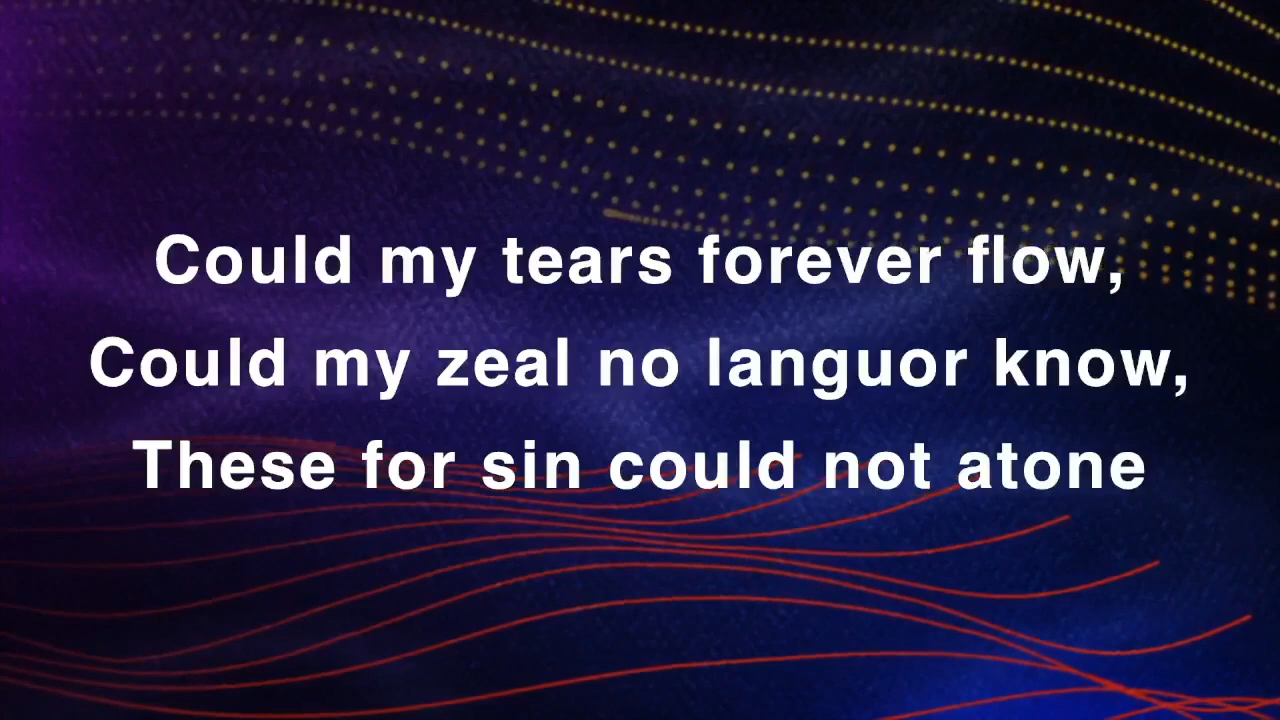 Could my tears forever flow,
Could my zeal no languor know,
These for sin could not atone